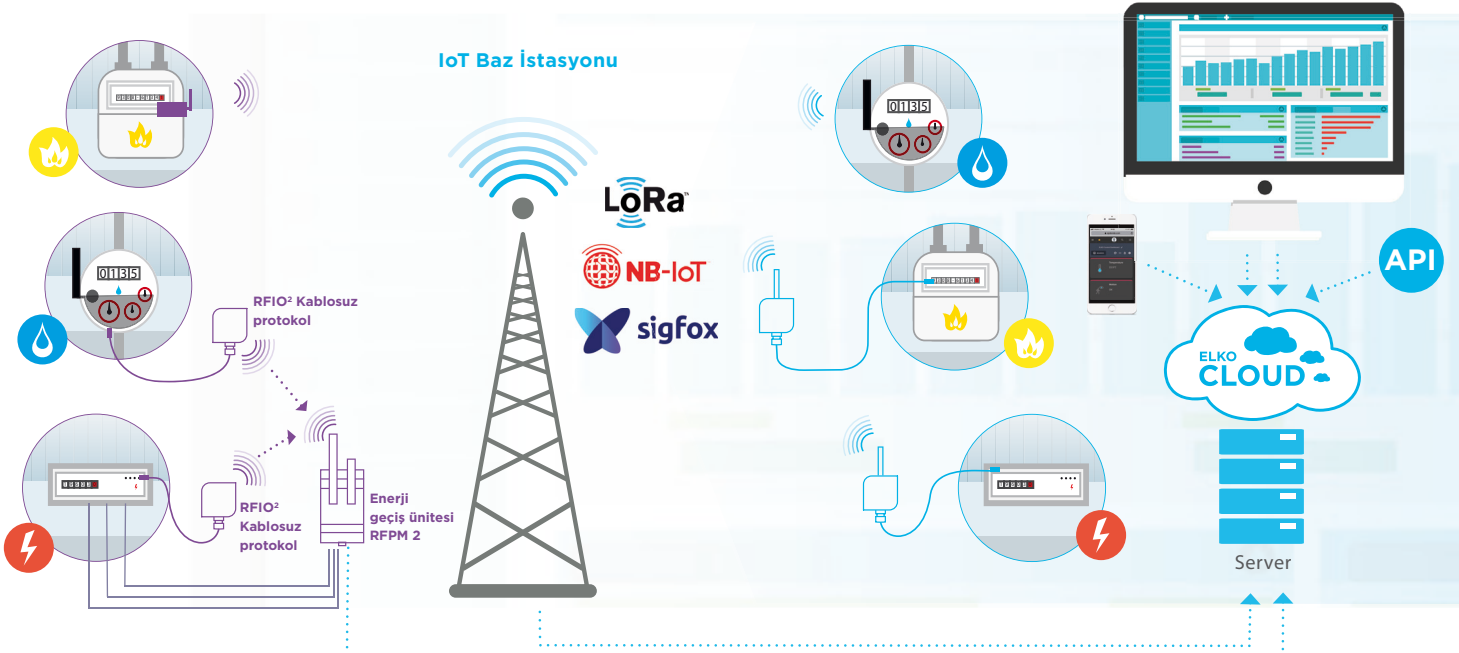 IoT Baz İstasyonu
LoRa™
NB-IoT
sigfox
0135
RFIO² Kablosuz
protokol
RFIO²
Kablosuz
protokol
Enerji
geçiş ünitesi
RFPM 2
0135
API
ELKO
CLOUD
Server